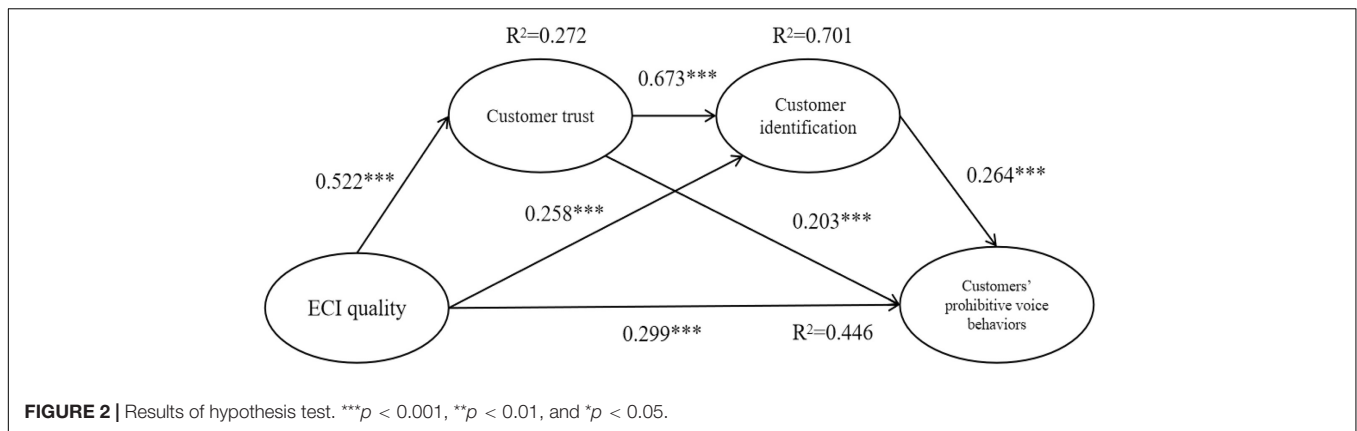 R²=0.272
R²=0.701
0.673***
Customer trust
Customer
identification
0.522***
0.264***
0.258***
0.203***
ECI quality
Customers’
prohibitive voice
behaviors
0.299***
R²=0.446
FIGURE 2 | Results of hypothesis test. ***p < 0.001, **p < 0.01, and *p < 0.05.